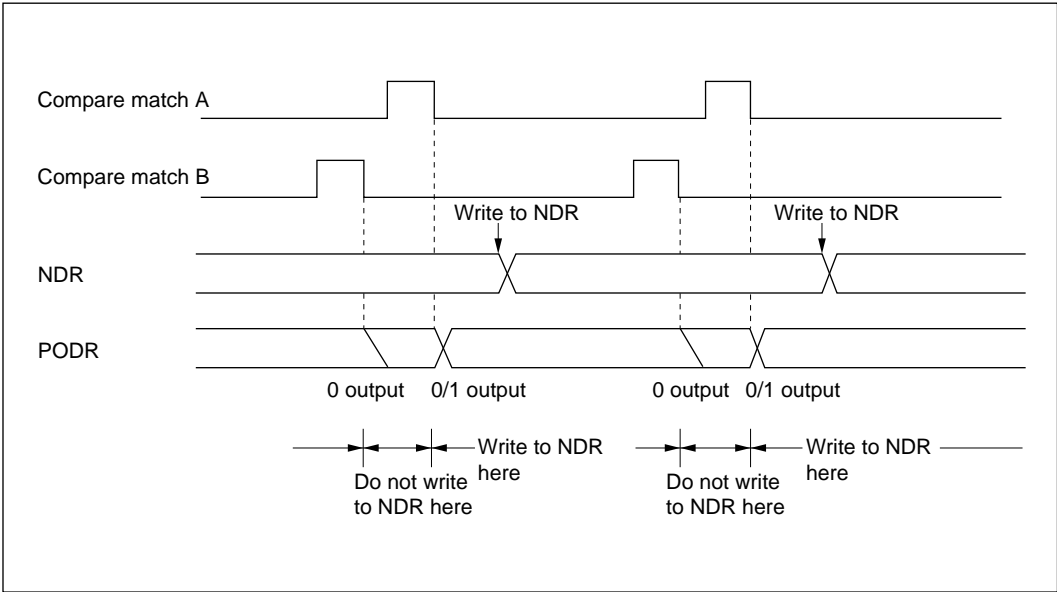 Compare match A
Compare match B
Write to NDR
Write to NDR
NDR
PODR
0 output
0/1 output
0 output
0/1 output
Write to NDR
here
Do not write
to NDR here
Write to NDR
here
Do not write
to NDR here